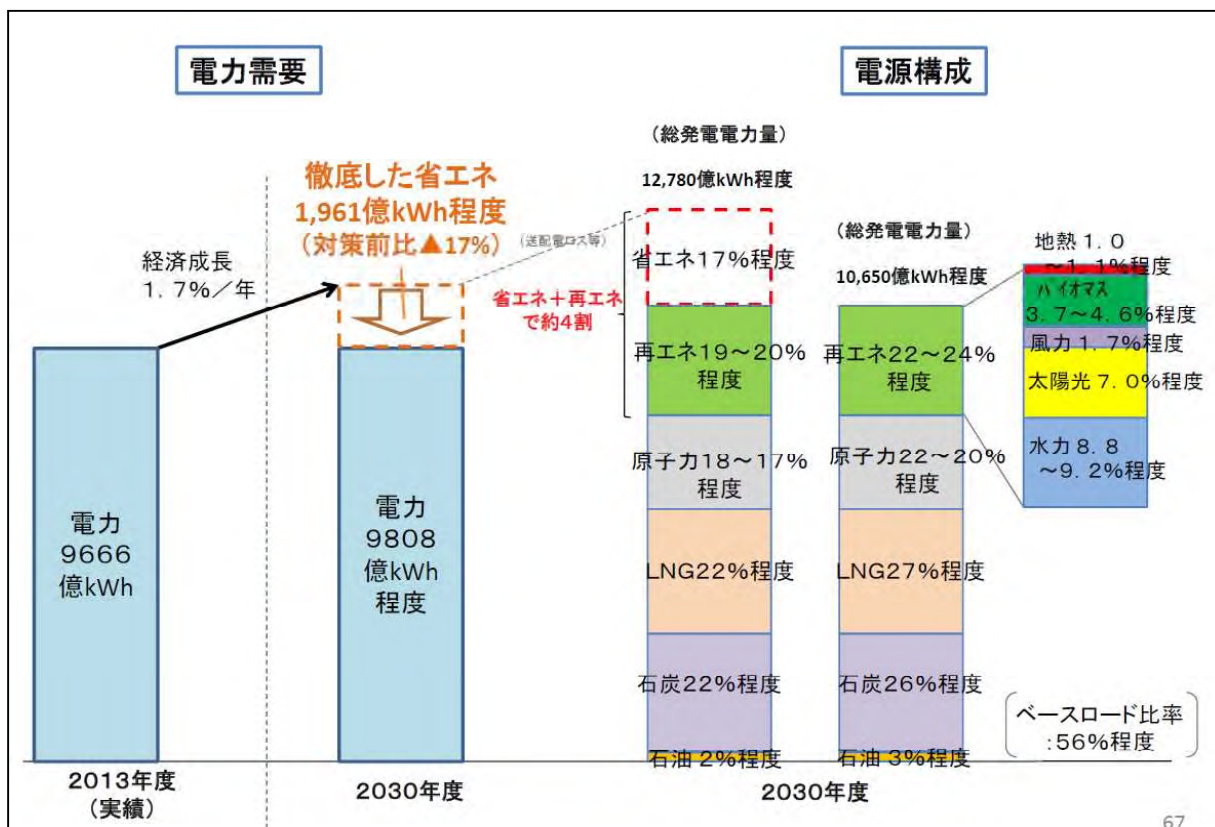 電力需要
電源構成
徹底した省エネ
1,961億kWh程度
(対策前比▲17%)
経済成長
1.7%/年
電力
9666
億kWh
電力
9808
億kWh
程度
2013年度
(実績)
2030年度
(送配電ロス等)
(総発電電力量)
12,780億kWh程度
省エネ17%程度
省エネ+再エネ
で約4割
再エネ19~20%
程度
原子力18~17%
程度
LNG22%程度
石炭22%程度
石油2%程度
(総発電電力量)
10,650億kWh程度
再エネ22~24%
程度
原子力22~20%
程度
LNG27%程度
石炭26%程度
石油3%程度
2030年度
地熱1.0
~1.1%程度
バイオマス
3.7~4.6%程度
風力1.7%程度
太陽光7.0%程度
水力8.8
~9.2%程度
ベースロード比率
:56%程度
67